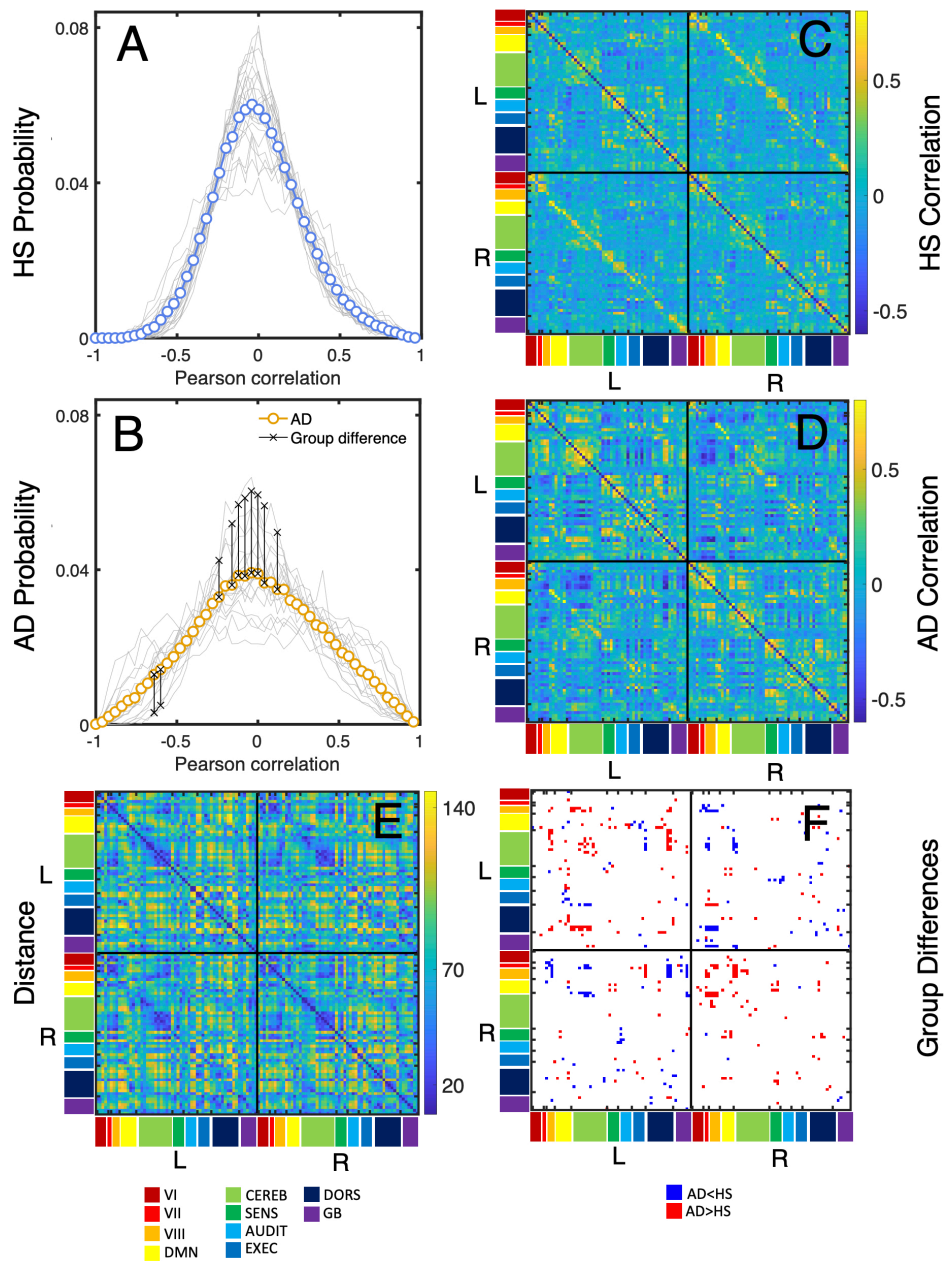 A
HS Probability
0.08
0.04
0
-1
-0.5
0
0.5
1
Pearson correlation
C
L
R
L
R
0.5
0
-0.5
HS Correlation
B
AD
Group difference
AD Probability
0.08
0.04
0
-1
-0.5
0
0.5
1
Pearson correlation
D
L
R
L
R
0.5
0
-0.5
AD Correlation
E
Distance
L
R
L
R
140
70
20
F
L
R
L
R
Group Differences
VI
VII
VIII
DMN
CEREB
SENS
AUDIT
EXEC
DORS
GB
AD<HS
AD>HS